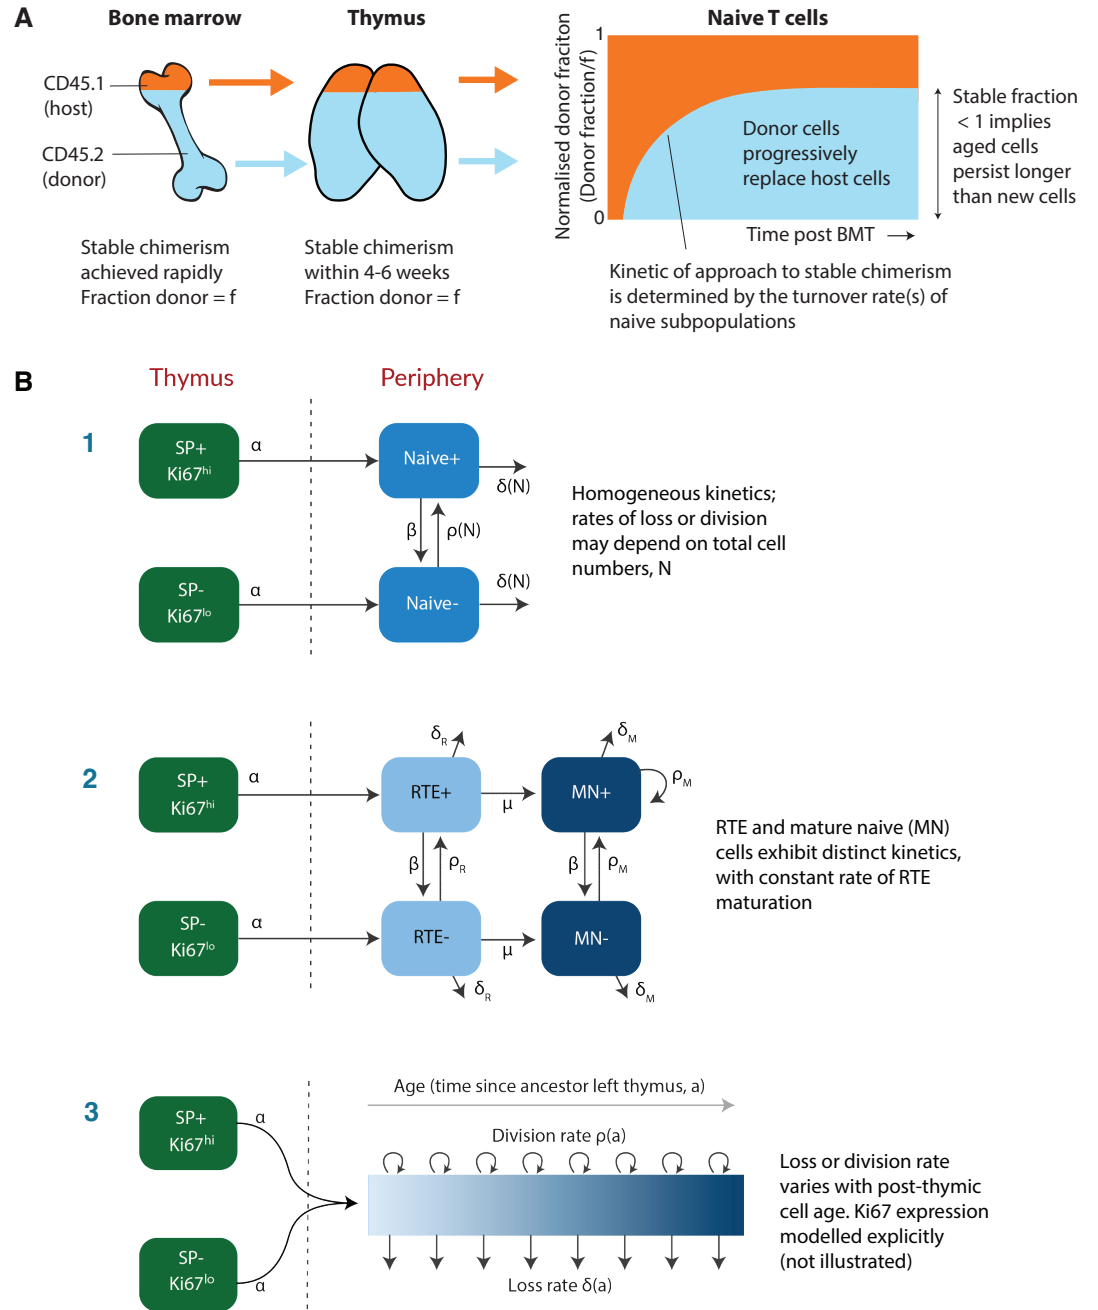 A
Bone marrow
Thymus
Naive T cells
CD45.1
(host)
CD45.2
(donor)
Stable chimerism
achieved rapidly
Fraction donor = f
Stable chimerism
within 4-6 weeks
Fraction donor = f
Normalised donor fraciton
(Donor fraction/f)
1
0
Donor cells
progressively
replace host cells
Time post BMT
Stable fraction
< 1 implies
aged cells
persist longer
than new cells
Kinetic of approach to stable chimerism
is determined by the turnover rate(s) of
naive subpopulations
B
Thymus
Periphery
1
SP+
Ki67hi
α
Naive+
δ(N)
β
ρ(N)
SP-
Ki67lo
α
Naive-
δ(N)
Homogeneous kinetics;
rates of loss or division
may depend on total cell
numbers, N
2
SP+
Ki67hi
α
RTE+
δR
μ
MN+
δM
ρM
β
ρR
β
ρM
SP-
Ki67lo
α
RTE-
δR
μ
MN-
δM
RTE and mature naive (MN)
cells exhibit distinct kinetics,
with constant rate of RTE
maturation
3
SP+
Ki67hi
α
SP-
Ki67lo
α
Age (time since ancestor left thymus, a)
Division rate ρ(a)
Loss rate δ(a)
Loss or division rate
varies with post-thymic
cell age. Ki67 expression
modelled explicitly
(not illustrated)